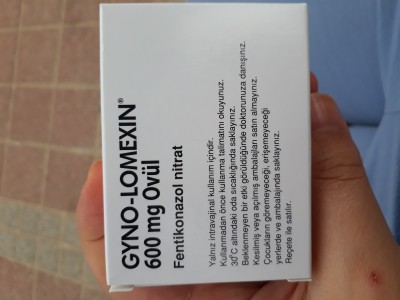 GYNO-LOMEXIN®
600 mg Ovül
Fentikonazol nitrat
Yalnız intravajinal kullanım içindir.
Kullanmadan önce kullanma talimatını okuyunuz.
30°C altındaki oda sıcaklığında saklayınız.
Beklenmeyen bir etki görüldüğünde doktorunuza danışınız.
Kesilmiş veya açılmış ambalajları satın almayınız.
Çocukların göremeyeceği, erişemeyeceği
yerlerde ve ambalajında saklayınız.
Reçete ile satılır.